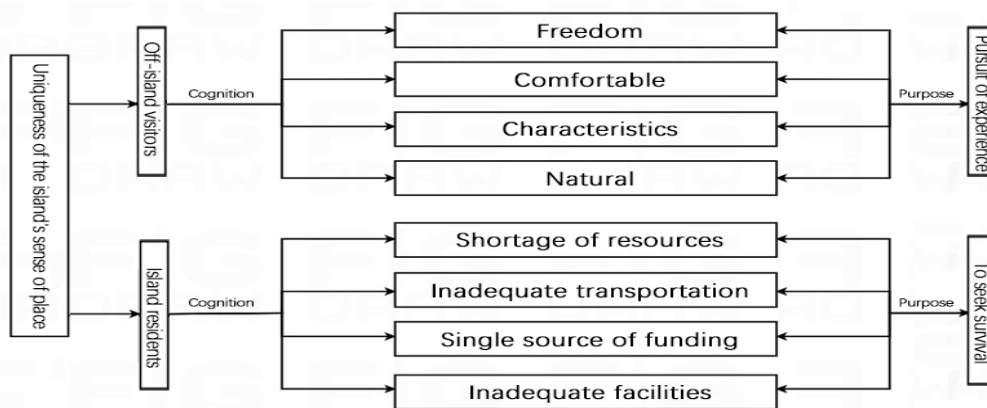 Uniqueness of the island's sense of place
Off-island visitors
Cognition
Freedom
Comfortable
Characteristics
Natural
Purpose
Pursuit of experience
Island residents
Cognition
Shortage of resources
Inadequate transportation
Single source of funding
Inadequate facilities
Purpose
To seek survival